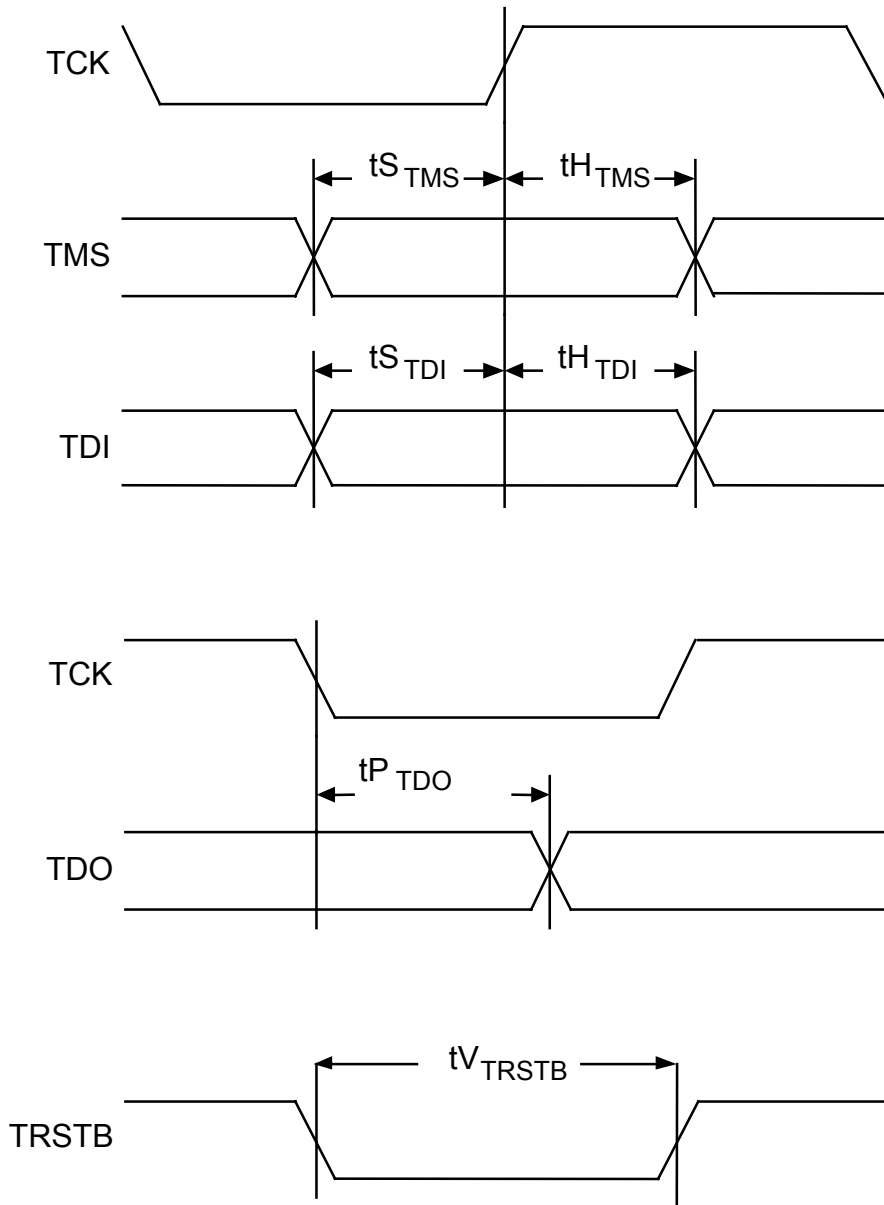 TCK
tS TMS tH TMS
TMS
tS TDI tH TDI
TDI
TCK
tP TDO
TDO
tV TRSTB
TRSTB